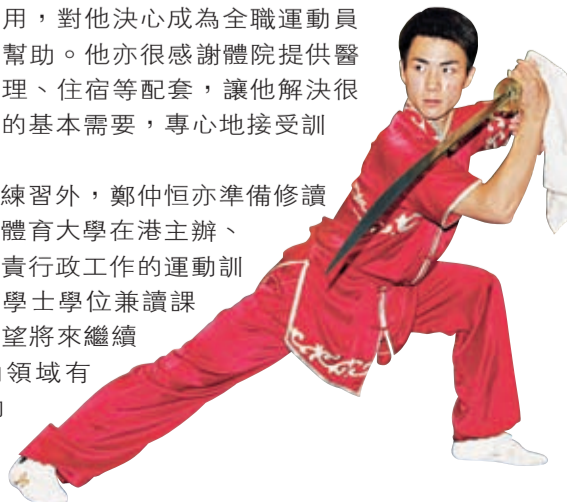 用，對他決心成為全職運動員
幫助。他亦很感謝體院提供醫
理、住宿等配套，讓他解決很
的基本需要，專心地接受訓
練習外，鄭仲恒亦準備修讀
體育大學在港主辦、
責行政工作的運動訓
學士學位兼讀課
望將來繼續
領域有